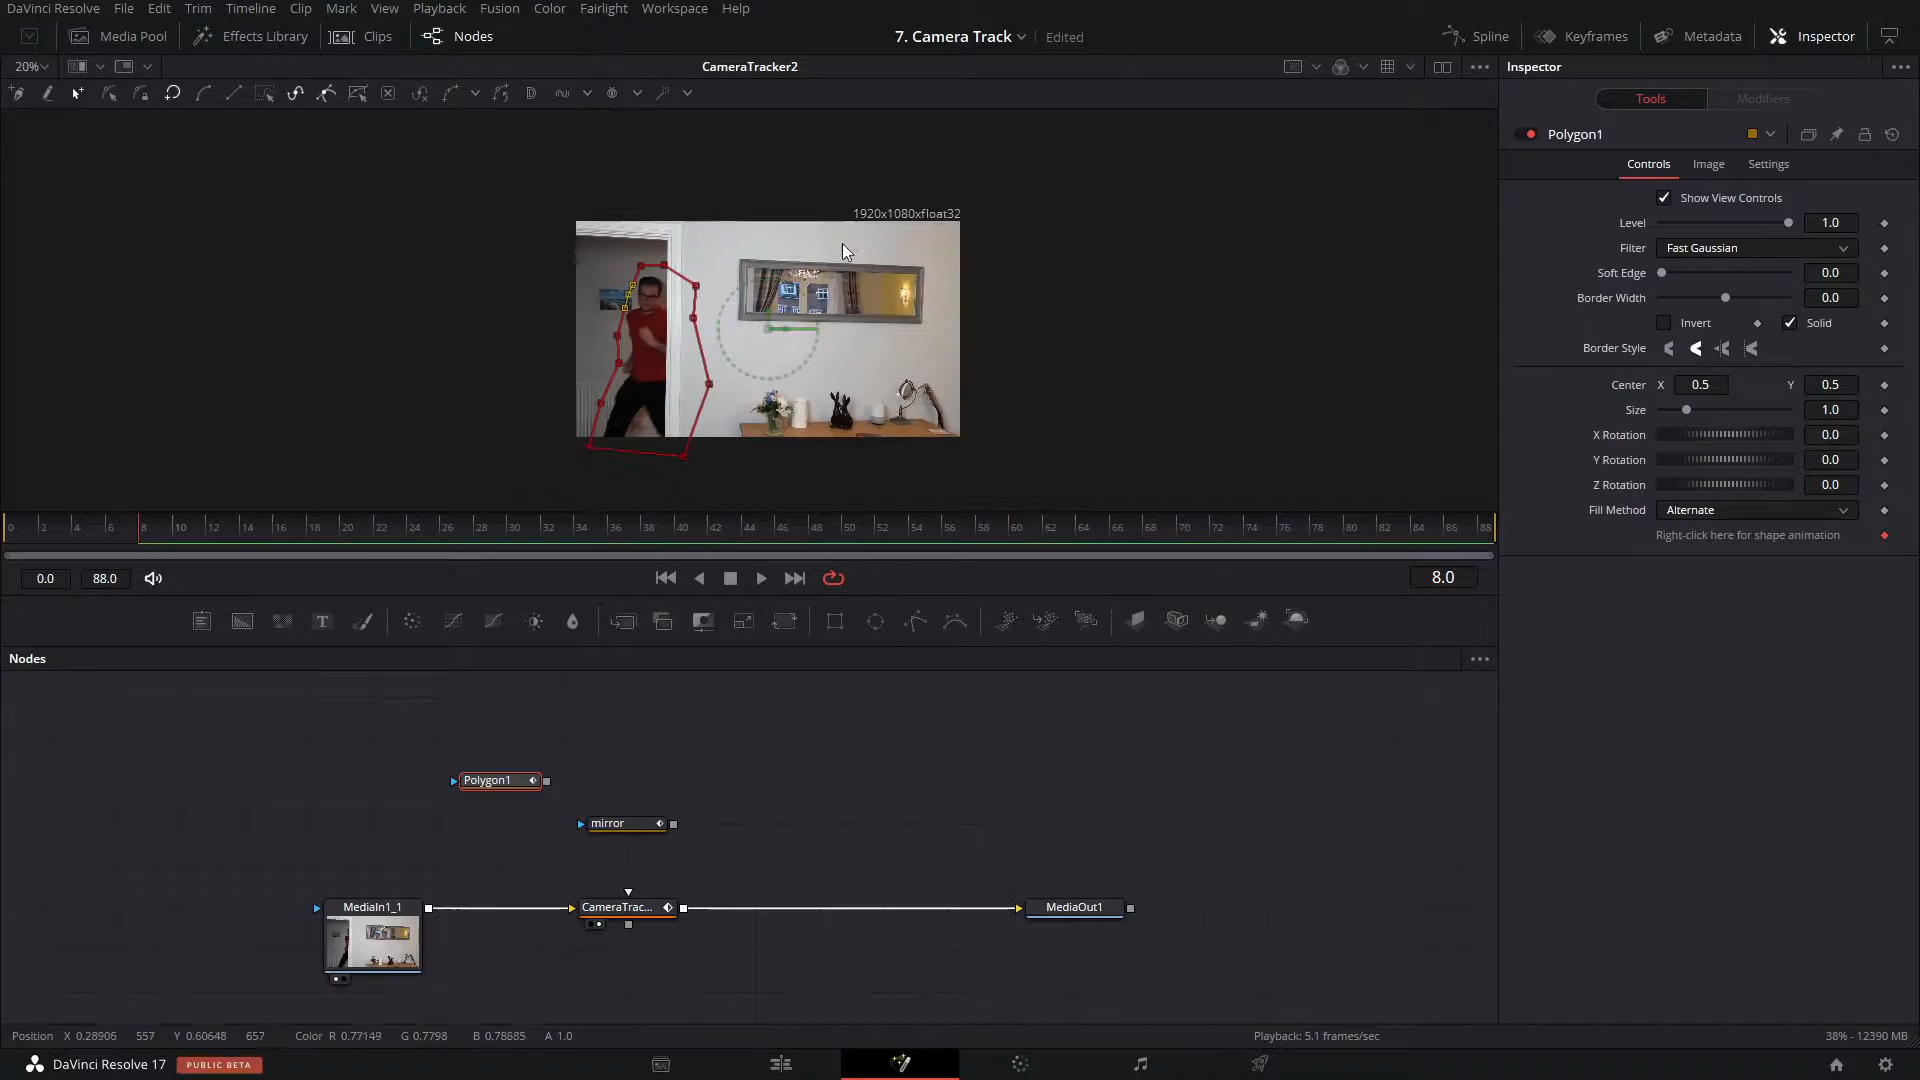 DaVinci Resolve File Edit Trim Timeline Clip Mark View Playback Fusion Color Fairlight Workspace Help
Media Pool Effects Library Clips Nodes 7. Camera Track Edited Spline Keyframes Metadata Inspector
20% CameraTracker2 Inspector
Tools Modifiers
Polygon1
Controls Image Settings
Show View Controls
1920x1080xfloat32
Level 1.0
Filter Fast Gaussian
Soft Edge 0.0
Border Width 0.0
Invert Solid
Border Style
Center X 0.5 Y 0.5
Size 1.0
X Rotation 0.0
Y Rotation 0.0
Z Rotation 0.0
Fill Method Alternate
Right-click here for shape animation
0 2 4 6 8 10 12 14 16 18 20 22 24 26 28 30 32 34 36 38 40 42 44 46 48 50 52 54 56 58 60 62 64 66 68 70 72 74 76 78 80 82 84 86 88
0.0 88.0 8.0
T
Nodes
Polygon1
mirror
MediaIn1_1 CameraTrac... MediaOut1
Position X 0.28906 557 Y 0.60648 657 Color R 0.77149 G 0.7798 B 0.78685 A 1.0 Playback: 5.1 frames/sec 38% - 12390 MB
DaVinci Resolve 17 PUBLIC BETA